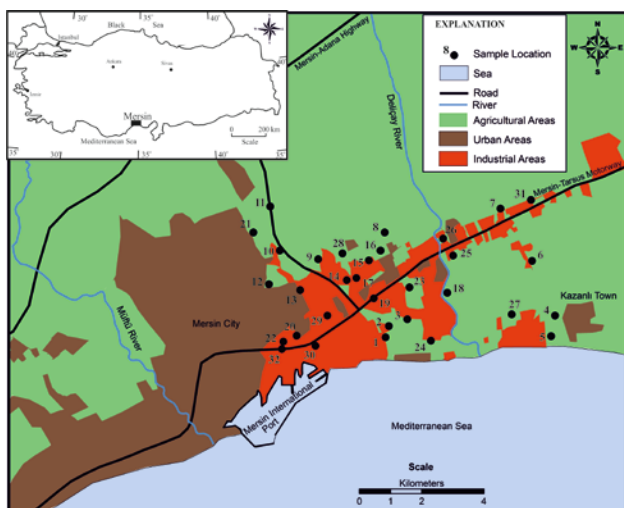 30'
35°
40'
Black Sea
Istanbul
40
Ankara
Sivas
Izmir
Mersin
0 200 km
Scale
Mediterranean Sea
35°
30'
35°
EXPLANATION
8 Sample Location
Sea
Road
River
Agricultural Areas
Urban Areas
Industrial Areas
N
W E
S
Mersin-Adana Highway
Deliçay River
Mersin-Tarsus Motorway
Müftü River
Mersin City
Kazanlı Town
11
21
10
12
13
9
28
8
16
15
14
17
19
23
26
25
18
7
31
6
27
4
5
29
20
22
32
30
2
3
1
24
Mersin International
Port
Mediterranean Sea
Scale
Kilometers
0 1 2 4